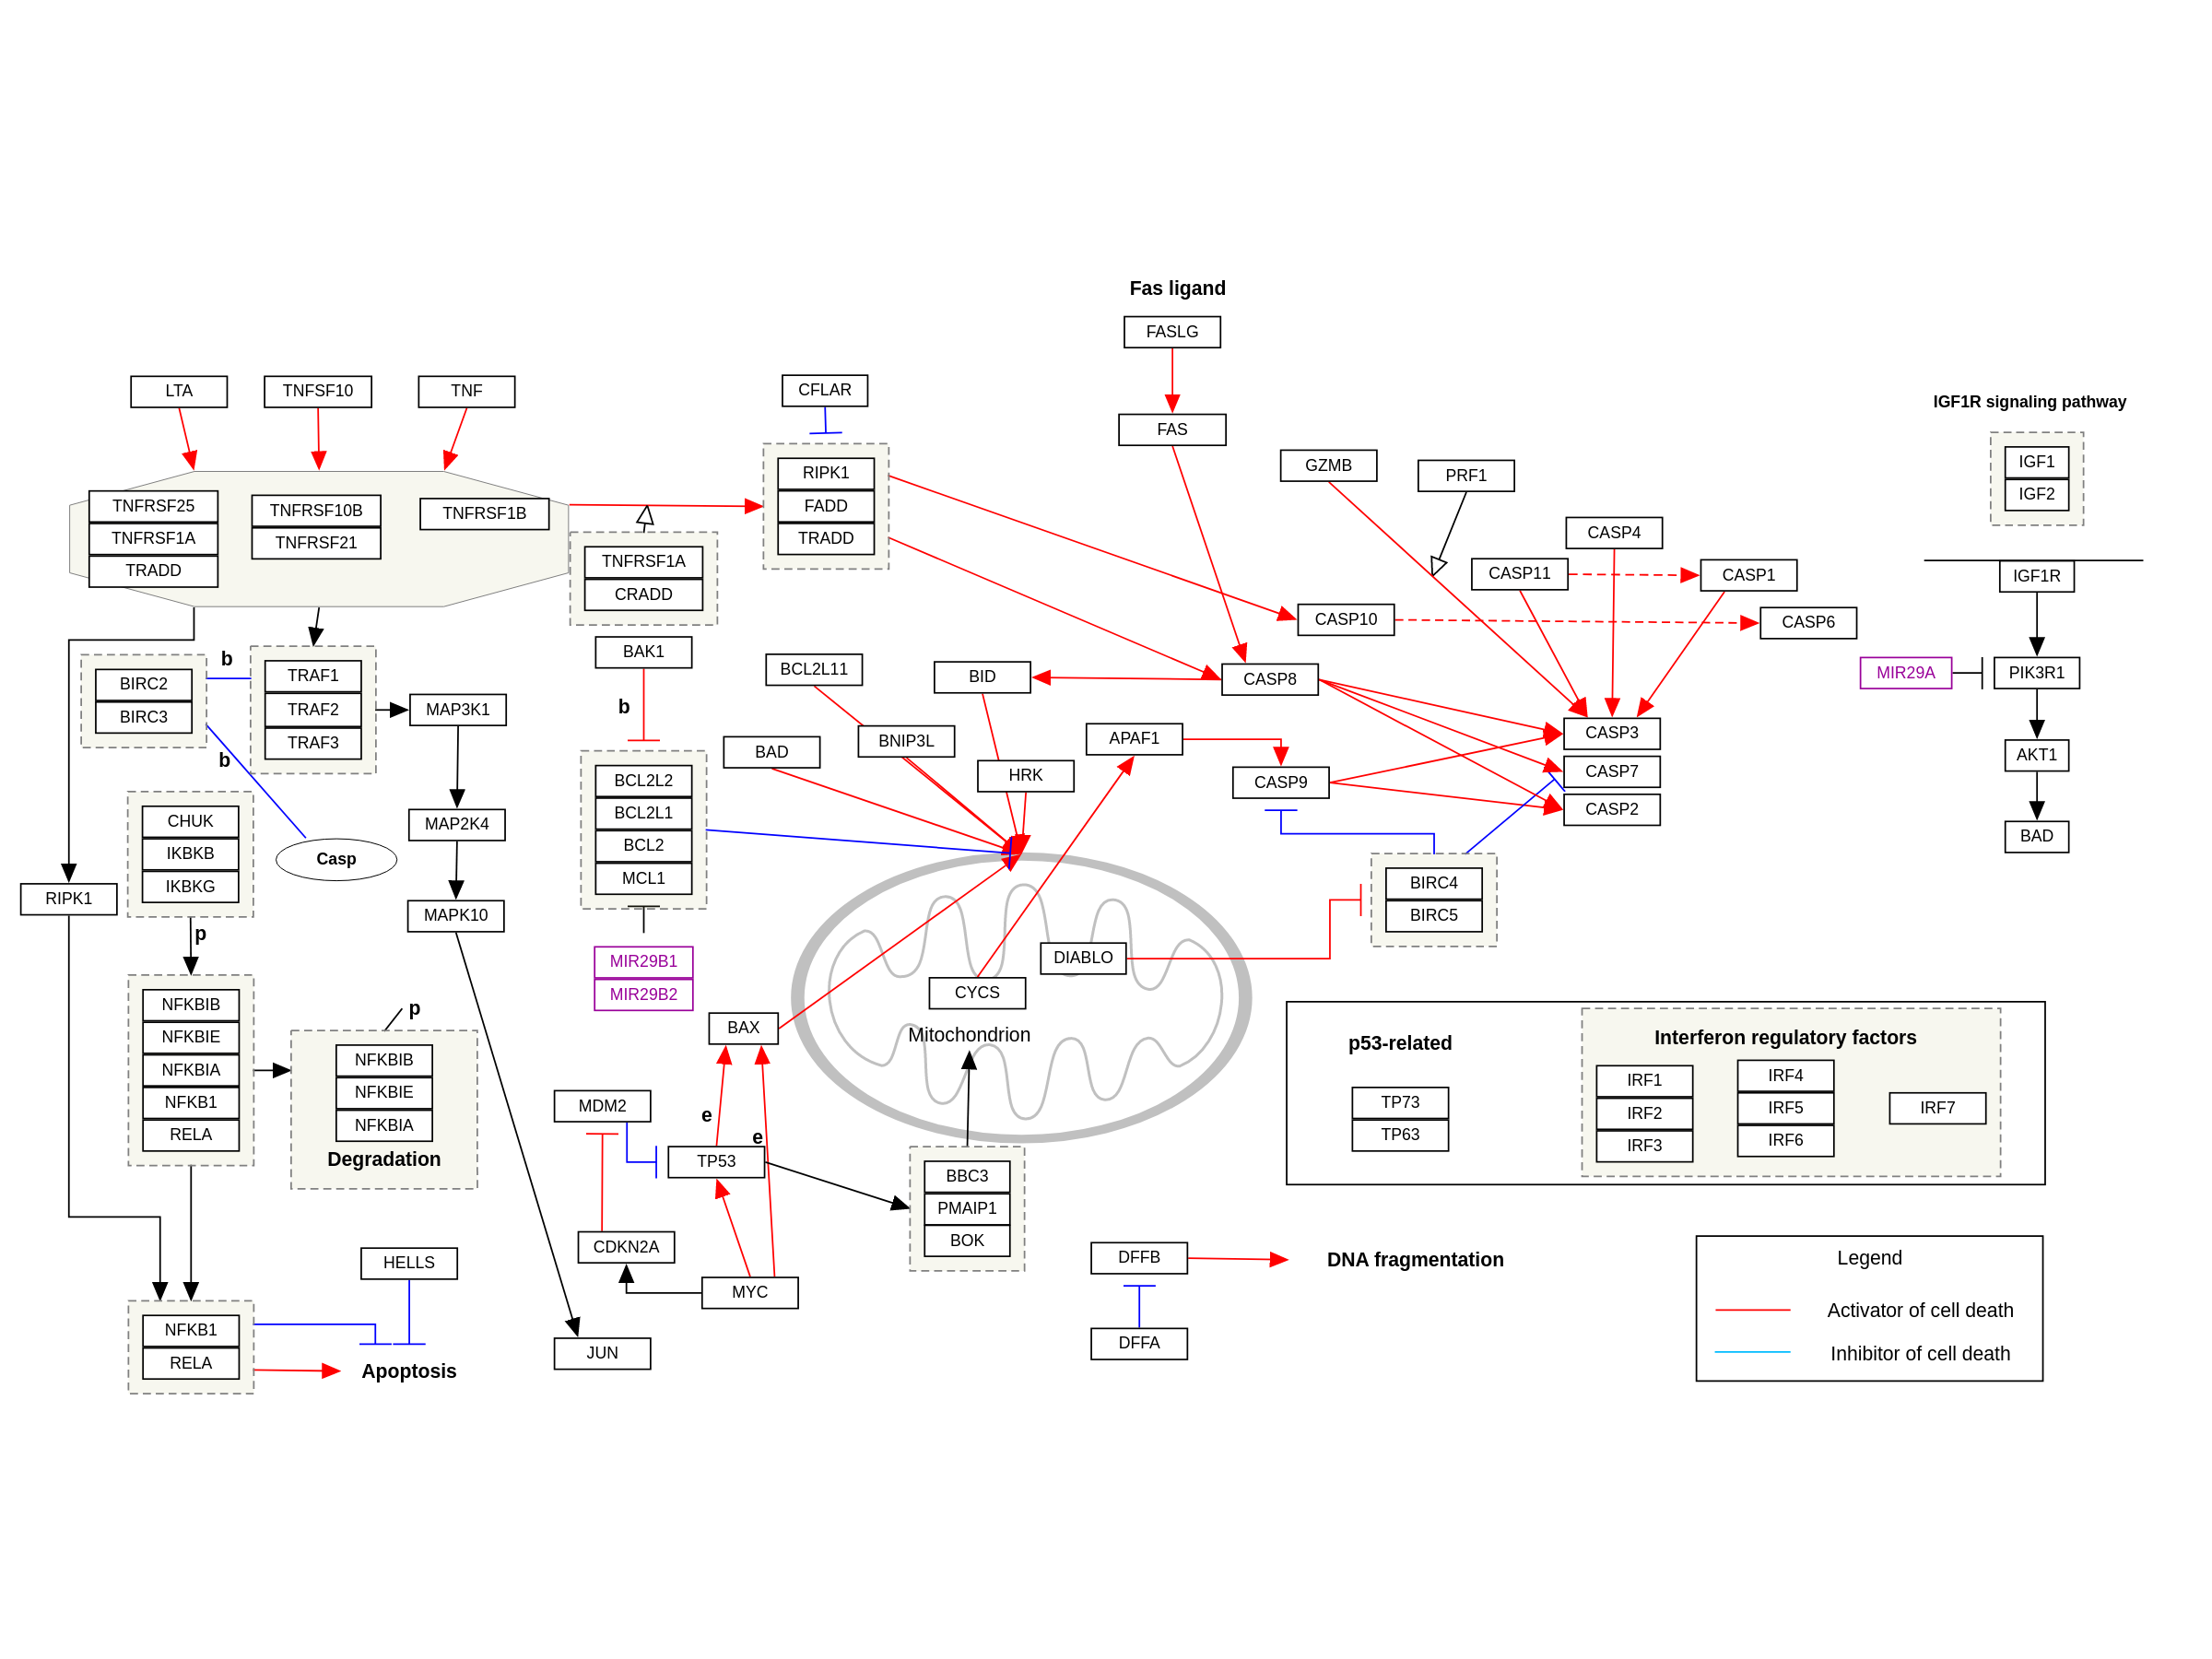 Fas ligand
FASLG
LTA
TNFSF10
TNF
CFLAR
FAS
IGF1R signaling pathway
TNFRSF25
TNFRSF1A
TRADD
TNFRSF10B
TNFRSF21
TNFRSF1B
TNFRSF1A
CRADD
RIPK1
FADD
TRADD
GZMB
PRF1
CASP4
CASP11
CASP1
CASP10
CASP6
IGF1
IGF2
IGF1R
MIR29A
PIK3R1
AKT1
BAD
BIRC2
BIRC3
b
b
TRAF1
TRAF2
TRAF3
MAP3K1
MAP2K4
MAPK10
BAK1
b
BCL2L11
BID
CASP8
BAD
BNIP3L
HRK
APAF1
CASP9
CASP3
CASP7
CASP2
BCL2L2
BCL2L1
BCL2
MCL1
CHUK
IKBKB
IKBKG
Casp
RIPK1
p
BIRC4
BIRC5
MIR29B1
MIR29B2
DIABLO
CYCS
Mitochondrion
BAX
NFKBIB
NFKBIE
NFKBIA
NFKB1
RELA
p
NFKBIB
NFKBIE
NFKBIA
Degradation
MDM2
e
e
TP53
BBC3
PMAIP1
BOK
CDKN2A
MYC
JUN
HELLS
NFKB1
RELA
Apoptosis
p53-related
TP73
TP63
Interferon regulatory factors
IRF1
IRF2
IRF3
IRF4
IRF5
IRF6
IRF7
DFFB
DNA fragmentation
DFFA
Legend
Activator of cell death
Inhibitor of cell death